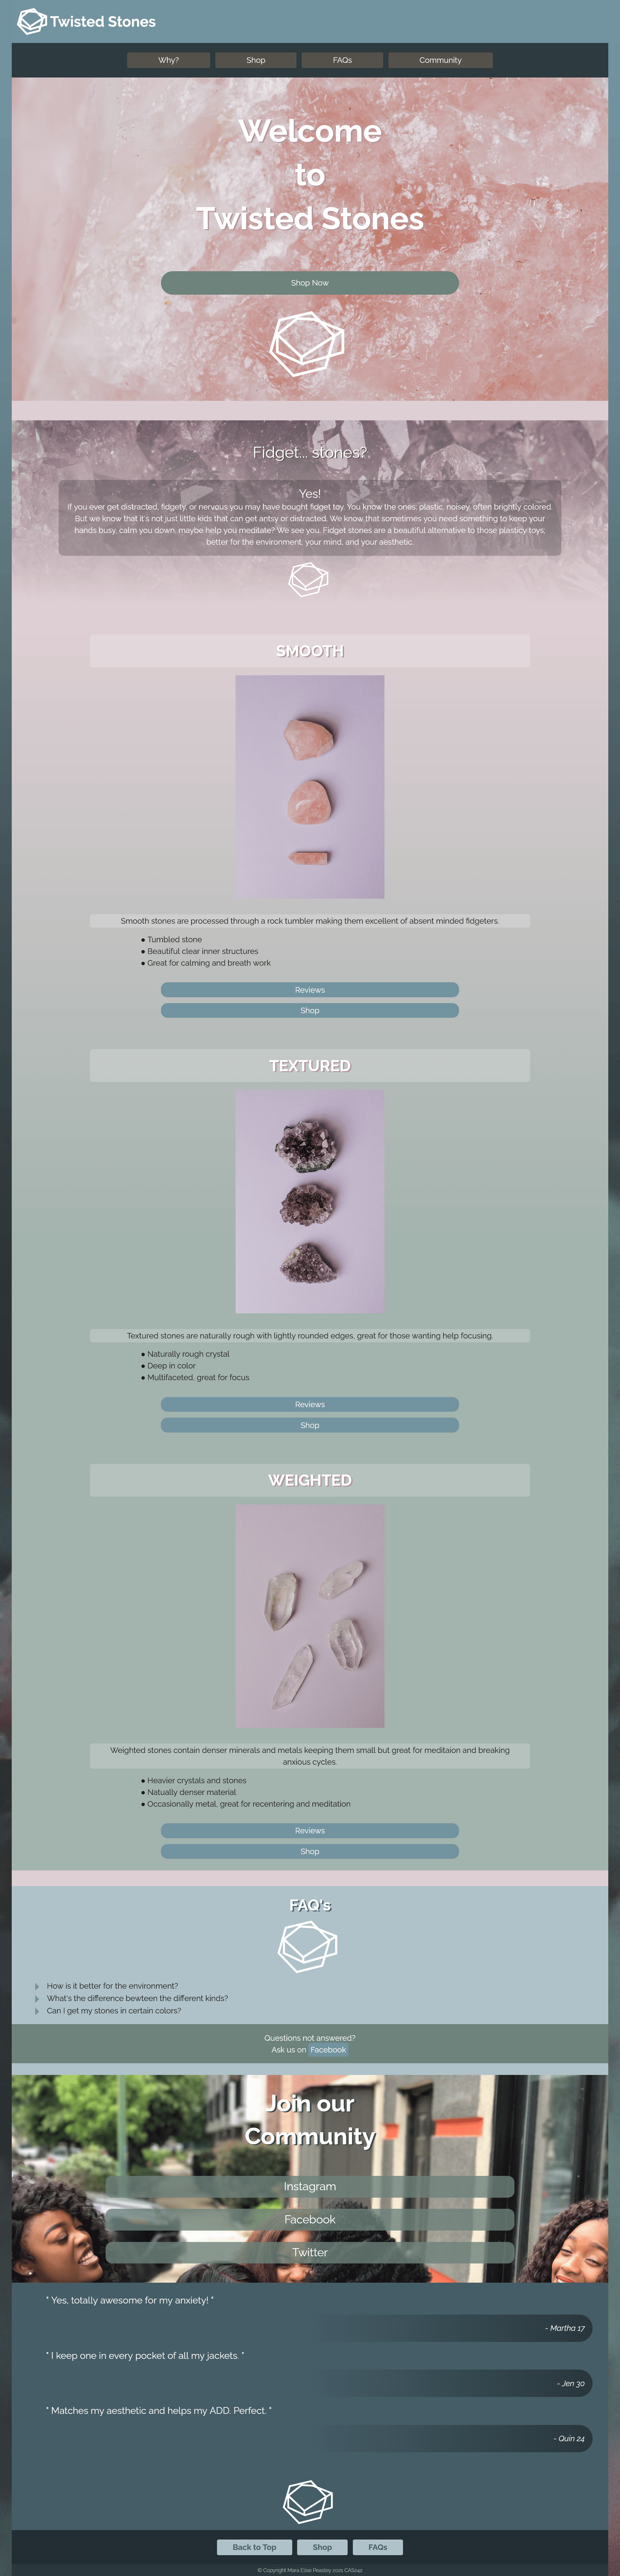 Twisted Stones
Why? Shop FAQs Community
Welcome
to
Twisted Stones
Shop Now
Fidget... stones?
Yes!
If you ever get distracted, fidgety, or nervous you may have bought fidget toy. You know the ones; plastic, noisey, often brightly colored.
But we know that it's not just little kids that can get antsy or distracted. We know that sometimes you need something to keep your
hands busy, calm you down, maybe help you meditate? We see you. Fidget stones are a beautiful alternative to those plasticy toys;
better for the environment, your mind, and your aesthetic.
SMOOTH
Smooth stones are processed through a rock tumbler making them excellent of absent minded fidgeters.
● Tumbled stone
● Beautiful clear inner structures
● Great for calming and breath work
Reviews
Shop
TEXTURED
Textured stones are naturally rough with lightly rounded edges, great for those wanting help focusing.
● Naturally rough crystal
● Deep in color
● Multifaceted, great for focus
Reviews
Shop
WEIGHTED
Weighted stones contain denser minerals and metals keeping them small but great for meditaion and breaking
anxious cycles.
● Heavier crystals and stones
● Natually denser material
● Occasionally metal, great for recentering and meditation
Reviews
Shop
FAQ's
How is it better for the environment?
What's the difference bewteen the different kinds?
Can I get my stones in certain colors?
Questions not answered?
Ask us on Facebook
Join our
Community
Instagram
Facebook
Twitter
" Yes, totally awesome for my anxiety! "
- Martha 17
" I keep one in every pocket of all my jackets. "
- Jen 30
" Matches my aesthetic and helps my ADD. Perfect. "
- Quin 24
Back to Top Shop FAQs
© Copyright Mara Elise Peasley 2021 CAS242